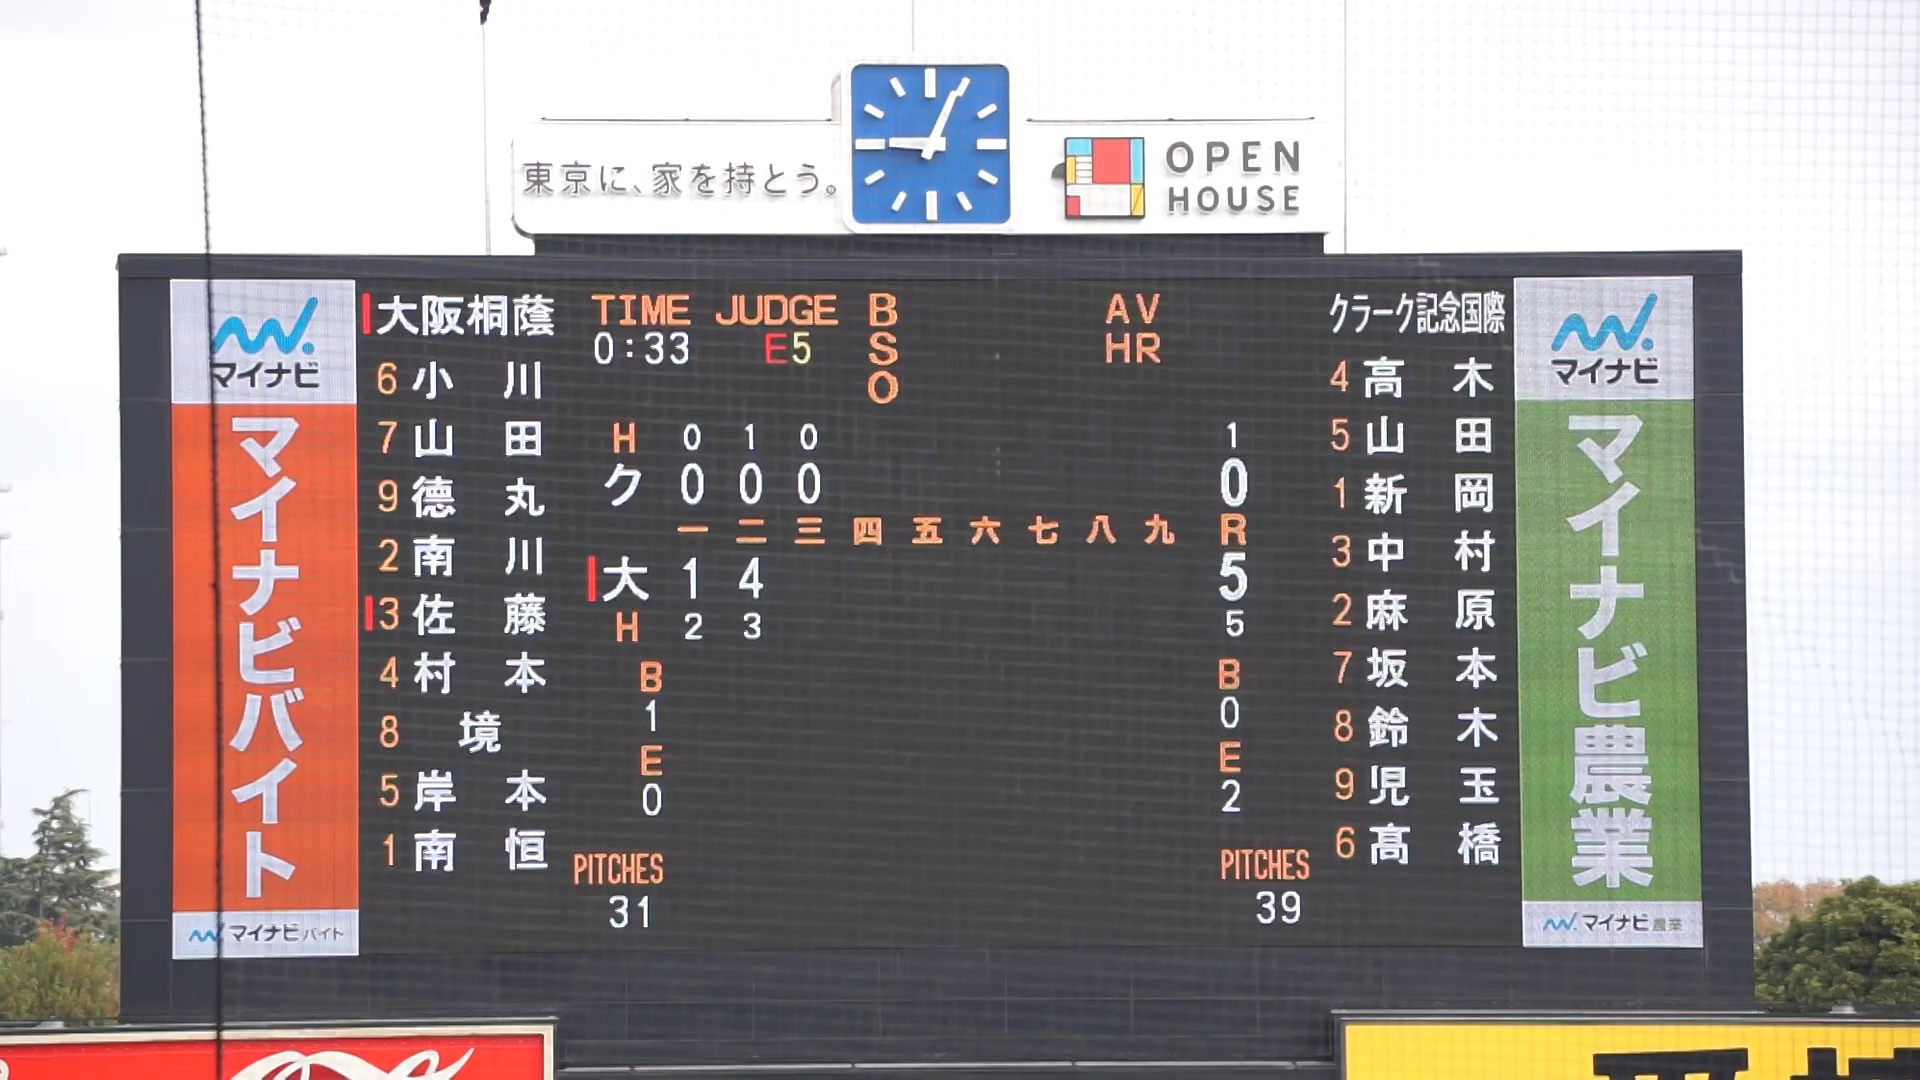 東京に、家を持とう。
OPEN
HOUSE
マイナビ
マイナビバイト
マイナビバイト
大阪桐蔭
6 小川
7 山田
9 德丸
2 南川
3 佐藤
4 村本
8 境
5 岸本
1 南恒
TIME
0:33
JUDGE
E5
B
S
O
AV
HR
H 0 1 0 1
ク 0 0 0 0
一 二 三 四 五 六 七 八 九 R
大 1 4 5
H 2 3 5
B
1
E
0
PITCHES
31
B
0
E
2
PITCHES
39
クラーク記念国際
4 高木
5 山田
1 新岡
3 中村
2 麻原
7 坂本
8 鈴木
9 児玉
6 髙橋
マイナビ
マイナビ農業
マイナビ農業